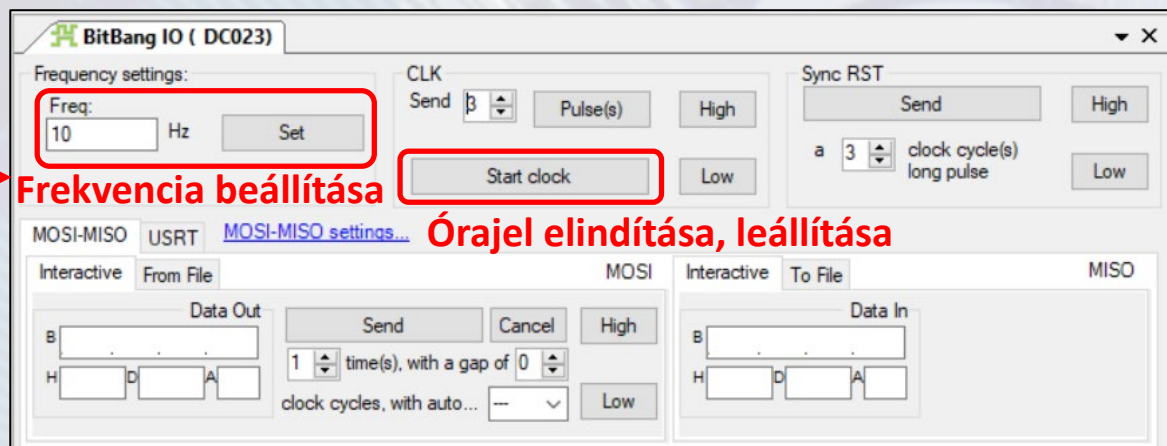 BitBang IO ( DC023)
Frequency settings:
Freq:
10 Hz Set
Frekvencia beállítása
CLK
Send 3 Pulse(s) High
Start clock Low
Órajel elindítása, leállítása
Sync RST
Send High
a 3 clock cycle(s)
long pulse
Low
MOSI-MISO USRT MOSI-MISO settings...
Interactive From File MOSI
Data Out
B . . . .
H D A
Send Cancel High
1 time(s), with a gap of 0
clock cycles, with auto... --- Low
Interactive To File MISO
Data In
B . . . .
H D A